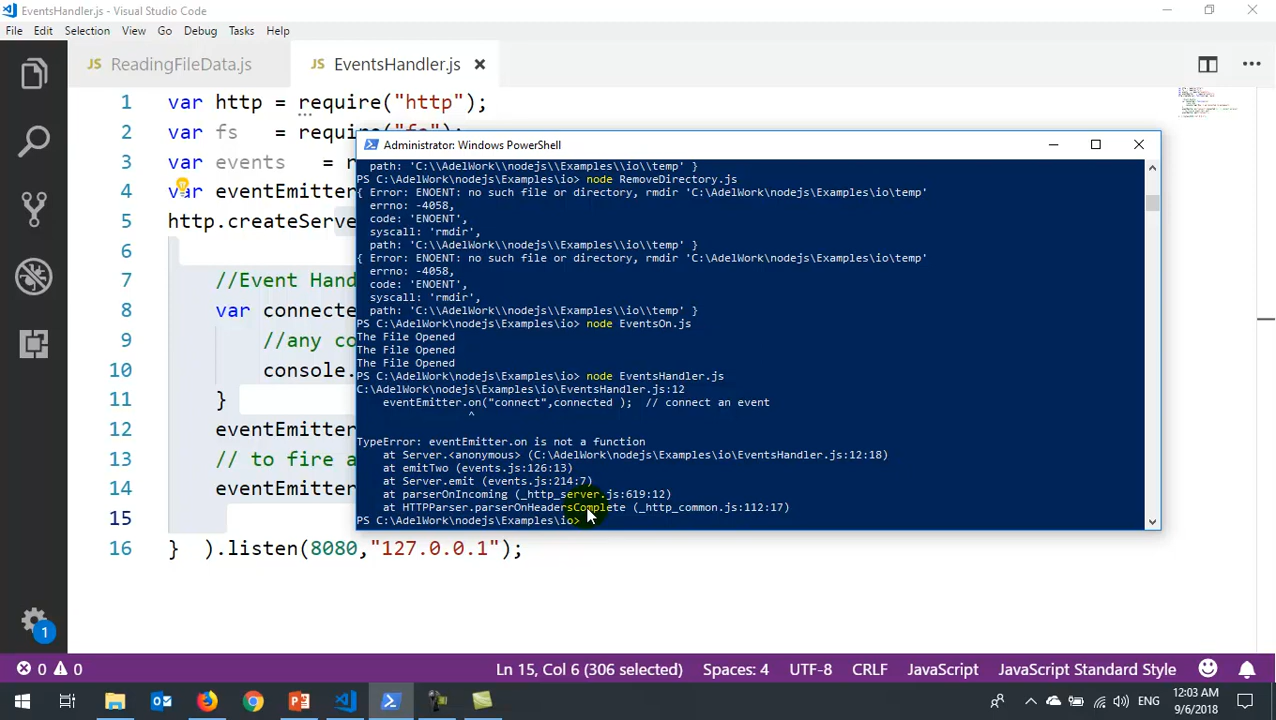 EventsHandler.js - Visual Studio Code
File Edit Selection View Go Debug Tasks Help
JS ReadingFileData.js JS EventsHandler.js
1 var http = require("http");
2 var fs = require("fs");
3 var events = r
4 var eventEmitter
5 http.createServe
6
7 //Event Hand
8 var connecte
9 //any co
10 console.
11 }
12 eventEmitter
13 // to fire a
14 eventEmitter
15
16 } ).listen(8080,"127.0.0.1");
Administrator: Windows PowerShell
path: 'C:\\AdelWork\\nodejs\\Examples\\io\\temp' }
PS C:\AdelWork\nodejs\Examples\io> node RemoveDirectory.js
{ Error: ENOENT: no such file or directory, rmdir 'C:\AdelWork\nodejs\Examples\io\temp'
errno: -4058,
code: 'ENOENT',
syscall: 'rmdir',
path: 'C:\\AdelWork\\nodejs\\Examples\\io\\temp' }
{ Error: ENOENT: no such file or directory, rmdir 'C:\AdelWork\nodejs\Examples\io\temp'
errno: -4058,
code: 'ENOENT',
syscall: 'rmdir',
path: 'C:\\AdelWork\\nodejs\\Examples\\io\\temp' }
PS C:\AdelWork\nodejs\Examples\io> node EventsOn.js
The File Opened
The File Opened
The File Opened
PS C:\AdelWork\nodejs\Examples\io> node EventsHandler.js
C:\AdelWork\nodejs\Examples\io\EventsHandler.js:12
eventEmitter.on("connect",connected ); // connect an event
^
TypeError: eventEmitter.on is not a function
at Server.<anonymous> (C:\AdelWork\nodejs\Examples\io\EventsHandler.js:12:18)
at emitTwo (events.js:126:13)
at Server.emit (events.js:214:7)
at parserOnIncoming (_http_server.js:619:12)
at HTTPParser.parserOnHeadersComplete (_http_common.js:112:17)
PS C:\AdelWork\nodejs\Examples\io>
1
0 0 Ln 15, Col 6 (306 selected) Spaces: 4 UTF-8 CRLF JavaScript JavaScript Standard Style
ENG 12:03 AM
9/6/2018